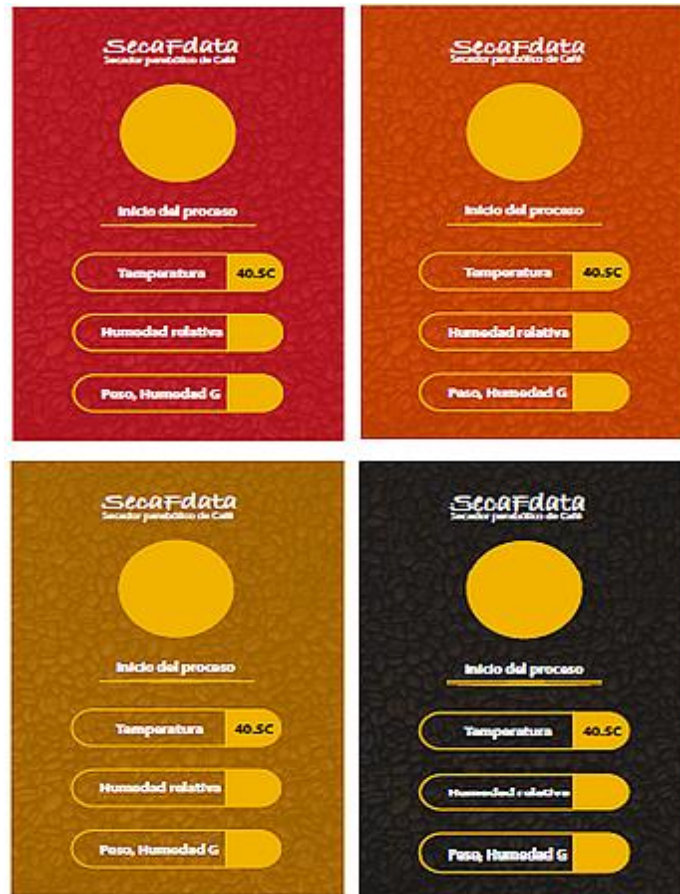 SecaFdata
Secador parabólico de Café
Inicio del proceso
Temperatura 40.5C
Humedad relativa
Peso, Humedad G
SecaFdata
Secador parabólico de Café
Inicio del proceso
Temperatura 40.5C
Humedad relativa
Peso, Humedad G
SecaFdata
Secador parabólico de Café
Inicio del proceso
Temperatura 40.5C
Humedad relativa
Peso, Humedad G
SecaFdata
Secador parabólico de Café
Inicio del proceso
Temperatura 40.5C
Humedad relativa
Peso, Humedad G